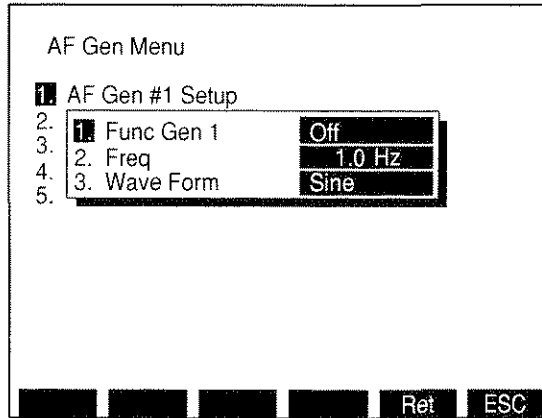 AF Gen Menu
1. AF Gen #1 Setup
2.
3.
4.
5.
1. Func Gen 1 Off
2. Freq 1.0 Hz
3. Wave Form Sine
Ret ESC